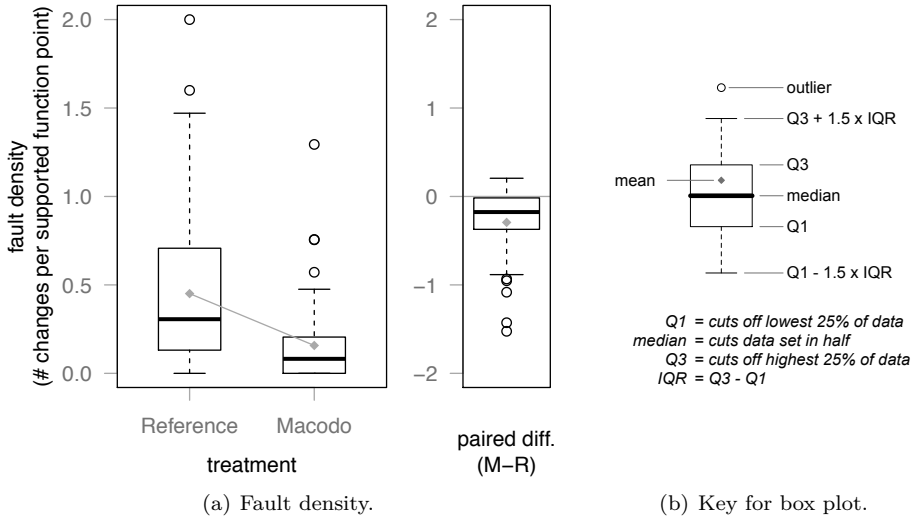 fault density
(# changes per supported function point)
2.0
1.5
1.0
0.5
0.0
Reference Macodo
treatment
2
1
0
−1
−2
paired diff.
(M−R)
(a) Fault density.
outlier
Q3 + 1.5 x IQR
Q3
mean
median
Q1
Q1 - 1.5 x IQR
Q1 = cuts off lowest 25% of data
median = cuts data set in half
Q3 = cuts off highest 25% of data
IQR = Q3 - Q1
(b) Key for box plot.